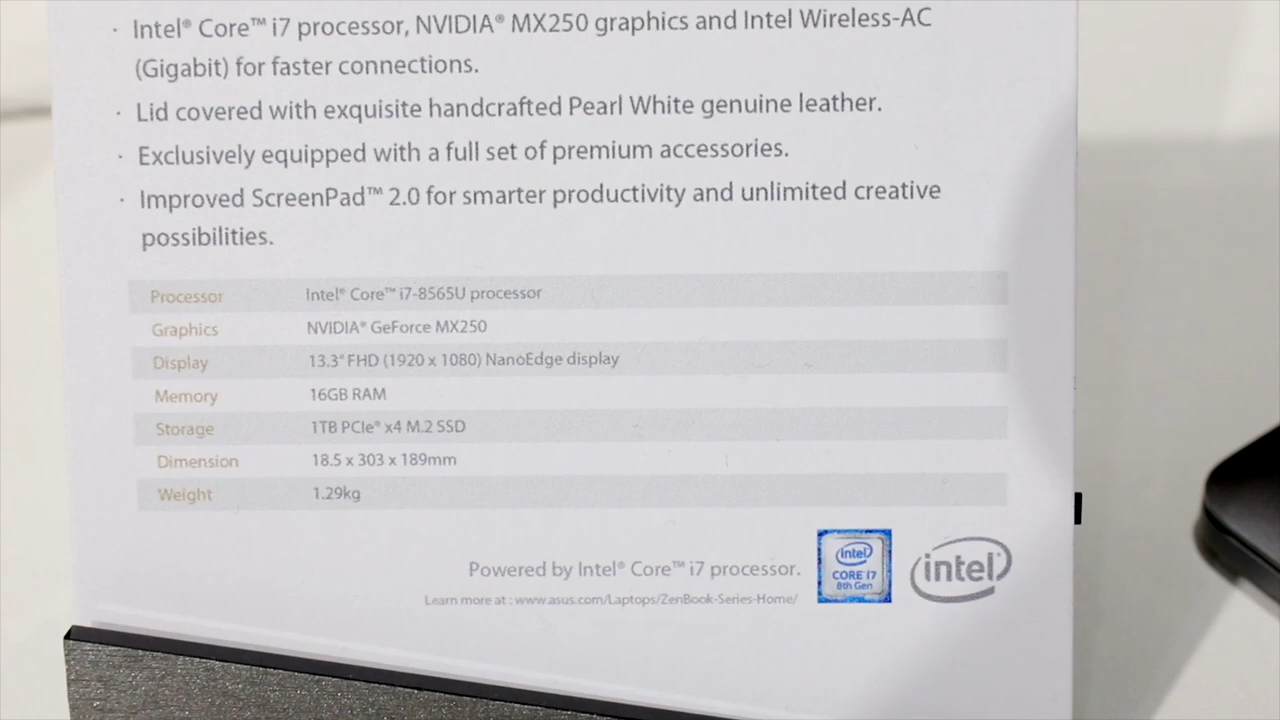 · Intel® Core™ i7 processor, NVIDIA® MX250 graphics and Intel Wireless-AC
(Gigabit) for faster connections.
· Lid covered with exquisite handcrafted Pearl White genuine leather.
· Exclusively equipped with a full set of premium accessories.
· Improved ScreenPad™ 2.0 for smarter productivity and unlimited creative
possibilities.
Processor Intel® Core™ i7-8565U processor
Graphics NVIDIA® GeForce MX250
Display 13.3" FHD (1920 x 1080) NanoEdge display
Memory 16GB RAM
Storage 1TB PCIe® x4 M.2 SSD
Dimension 18.5 x 303 x 189mm
Weight 1.29kg
Powered by Intel® Core™ i7 processor.
Learn more at : www.asus.com/Laptops/ZenBook-Series-Home/
intel
CORE i7
8th Gen
intel